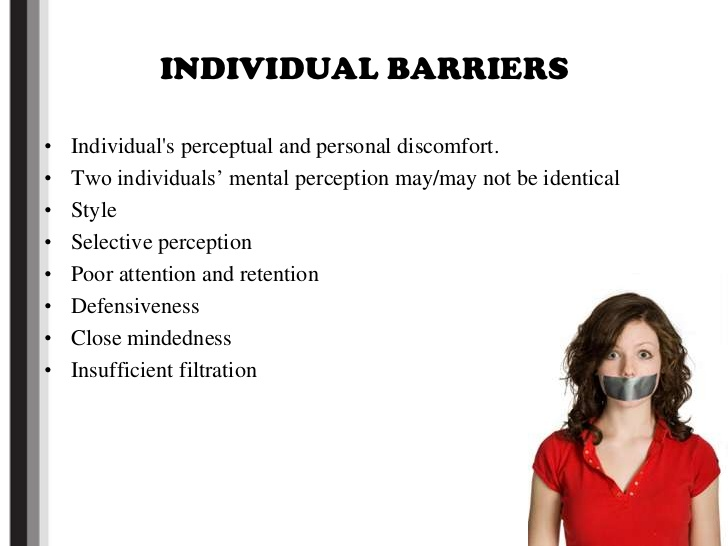 INDIVIDUAL BARRIERS
• Individual's perceptual and personal discomfort.
• Two individuals’ mental perception may/may not be identical
• Style
• Selective perception
• Poor attention and retention
• Defensiveness
• Close mindedness
• Insufficient filtration